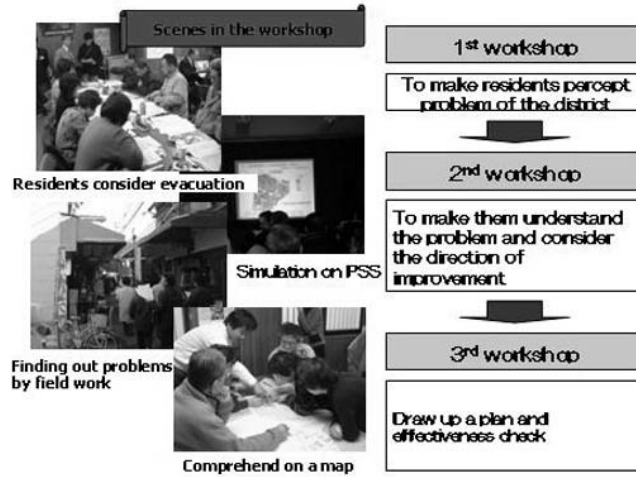 Scenes in the workshop
Residents consider evacuation
Simulation on PSS
Finding out problems
by field work
Comprehend on a map
1st workshop
To make residents percept
problem of the district
2nd workshop
To make them understand
the problem and consider
the direction of
improvement
3rd workshop
Draw up a plan and
effectiveness check